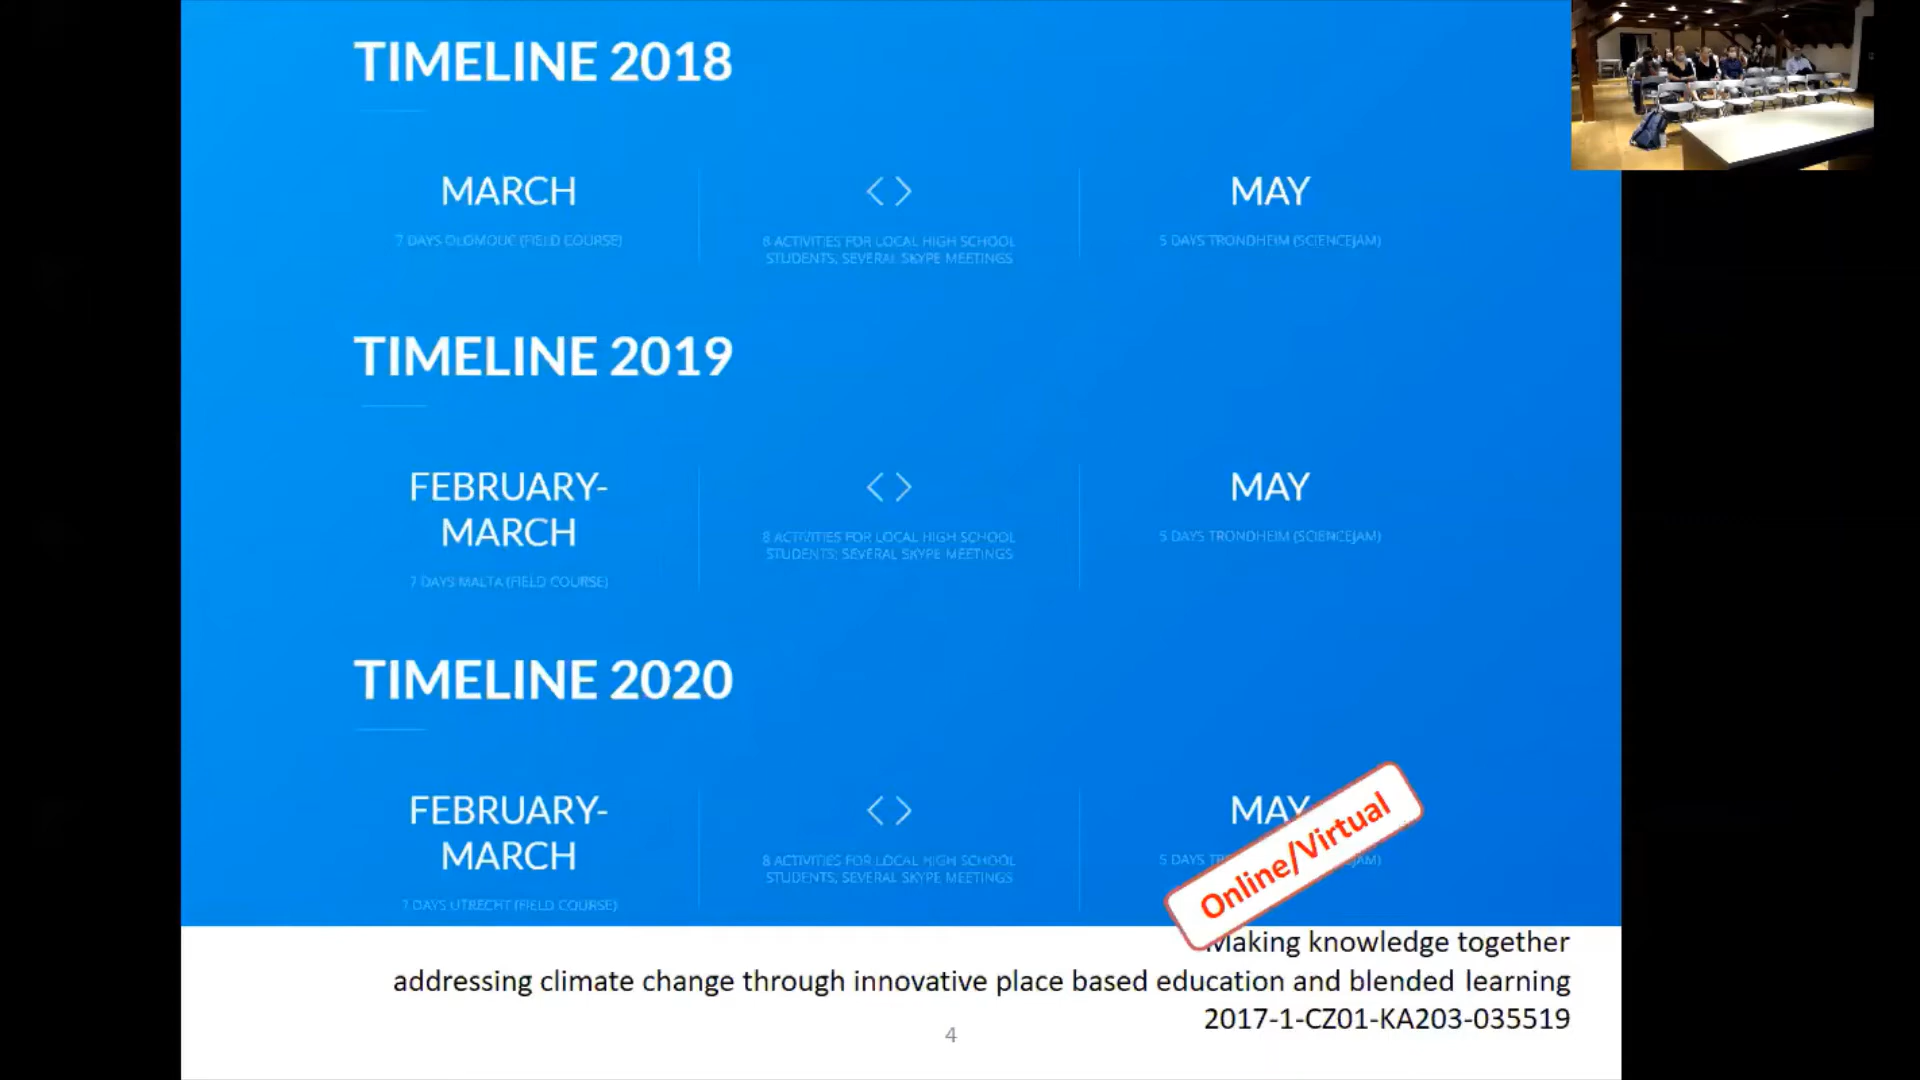 TIMELINE 2018
MARCH
< >
MAY
7 DAYS OLOMOUC (FIELD COURSE)
8 ACTIVITIES FOR LOCAL HIGH SCHOOL
STUDENTS, SEVERAL SKYPE MEETINGS
5 DAYS TRONDHEIM (SCIENCEJAM)
TIMELINE 2019
FEBRUARY-
MARCH
< >
MAY
7 DAYS MALTA (FIELD COURSE)
8 ACTIVITIES FOR LOCAL HIGH SCHOOL
STUDENTS, SEVERAL SKYPE MEETINGS
5 DAYS TRONDHEIM (SCIENCEJAM)
TIMELINE 2020
FEBRUARY-
MARCH
< >
MAY
7 DAYS UTRECHT (FIELD COURSE)
8 ACTIVITIES FOR LOCAL HIGH SCHOOL
STUDENTS, SEVERAL SKYPE MEETINGS
5 DAYS
Online/Virtual
Making knowledge together
addressing climate change through innovative place based education and blended learning
2017-1-CZ01-KA203-035519
4